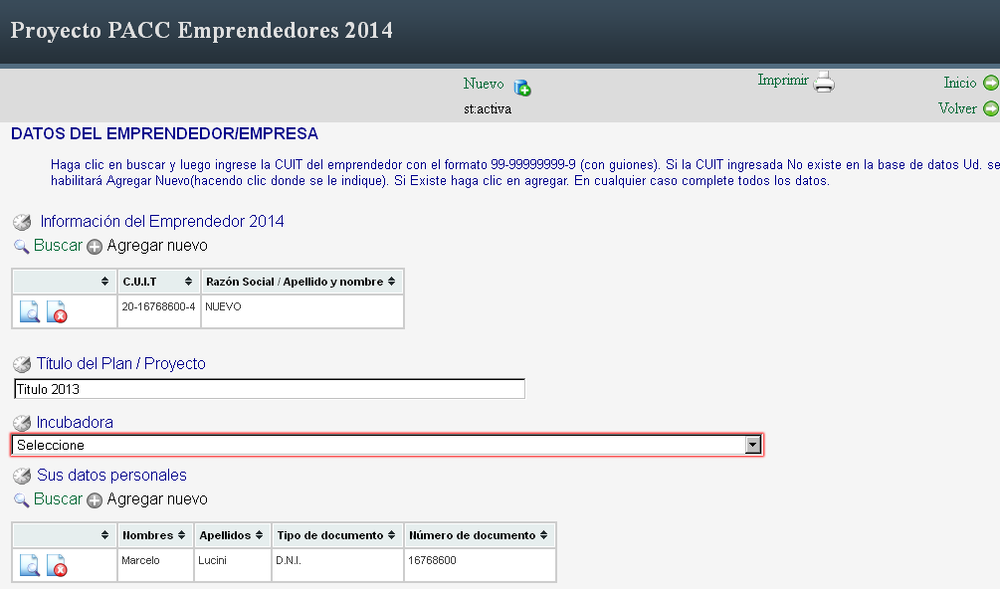 Proyecto PACC Emprendedores 2014
Nuevo
Imprimir
Inicio
st:activa
Volver
DATOS DEL EMPRENDEDOR/EMPRESA
Haga clic en buscar y luego ingrese la CUIT del emprendedor con el formato 99-99999999-9 (con guiones). Si la CUIT ingresada No existe en la base de datos Ud. se
habilitará Agregar Nuevo(hacendo clic donde se le indique). Si Existe haga clic en agregar. En cualquier caso complete todos los datos.
Información del Emprendedor 2014
Buscar Agregar nuevo
C.U.I.T Razón Social / Apellido y nombre
20-16768600-4 NUEVO
Título del Plan / Proyecto
Titulo 2013
Incubadora
Seleccione
Sus datos personales
Buscar Agregar nuevo
Nombres Apellidos Tipo de documento Número de documento
Marcelo Lucini D.N.I. 16768600